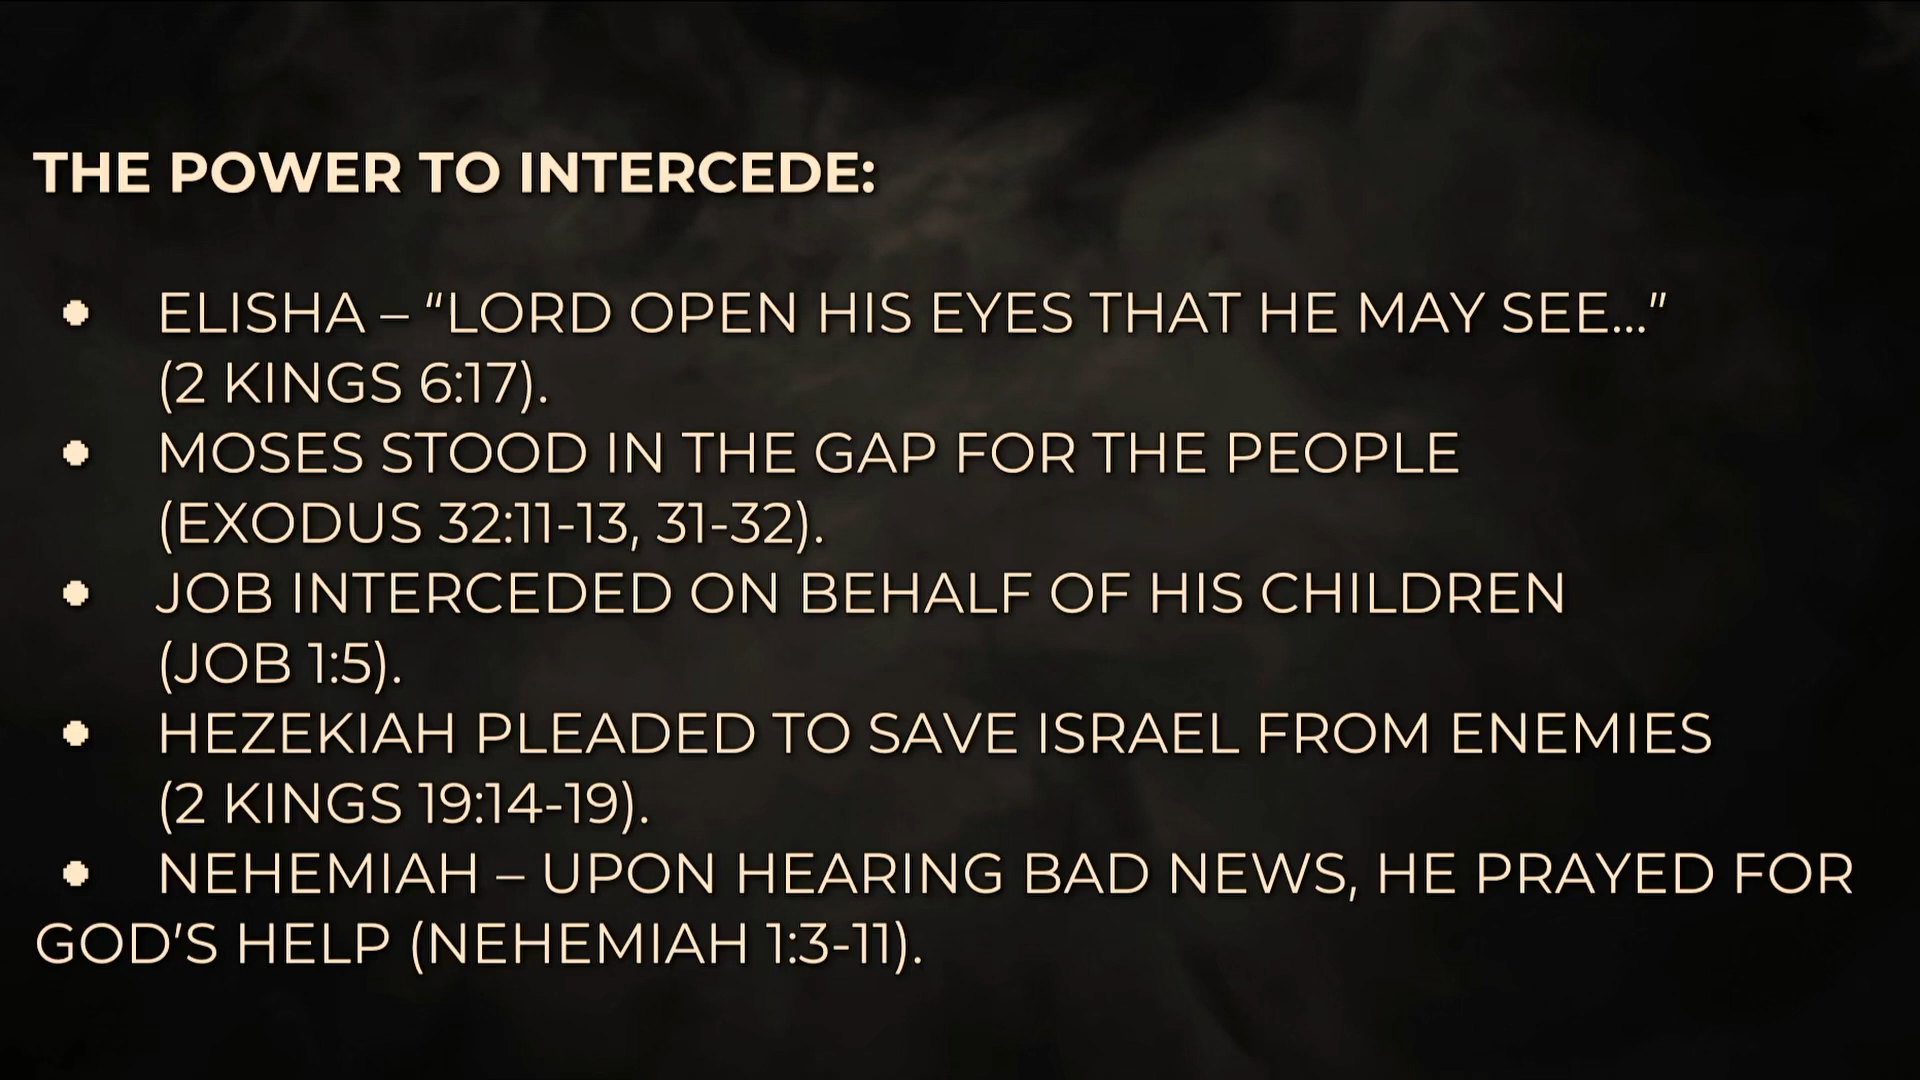 THE POWER TO INTERCEDE:
● ELISHA – “LORD OPEN HIS EYES THAT HE MAY SEE...”
(2 KINGS 6:17).
● MOSES STOOD IN THE GAP FOR THE PEOPLE
(EXODUS 32:11-13, 31-32).
● JOB INTERCEDED ON BEHALF OF HIS CHILDREN
(JOB 1:5).
● HEZEKIAH PLEADED TO SAVE ISRAEL FROM ENEMIES
(2 KINGS 19:14-19).
● NEHEMIAH – UPON HEARING BAD NEWS, HE PRAYED FOR
GOD’S HELP (NEHEMIAH 1:3-11).